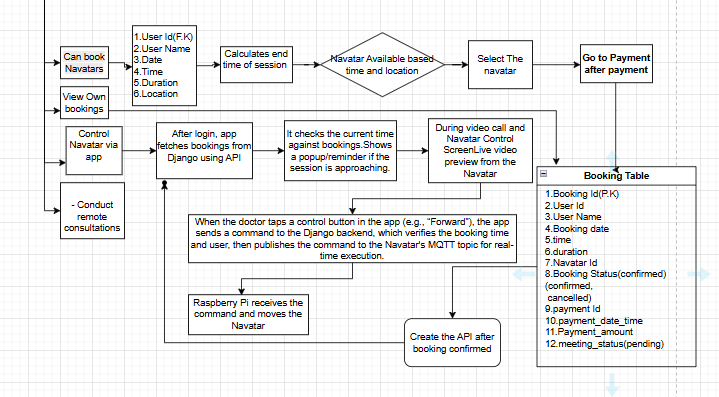 Can book
Navatars
1.User Id(F.K)
2.User Name
3.Date
4.Time
5.Duration
6.Location
Calculates end
time of session
Navatar Available based
time and location
Select The
navatar
Go to Payment
after payment
View Own
bookings
Control
Navatar via
app
After login, app
fetches bookings from
Django using API
It checks the current time
against bookings.Shows
a popup/reminder if the
session is approaching.
During video call and
Navatar Control
ScreenLive video
preview from the
Navatar
- Conduct
remote
consultations
When the doctor taps a control button in the app (e.g., "Forward"), the app
sends a command to the Django backend, which verifies the booking time
and user, then publishes the command to the Navatar's MQTT topic for real-
time execution.
Raspberry Pi receives the
command and moves the
Navatar
Create the API after
booking confirmed
Booking Table
1.Booking Id(P.K)
2.User Id
3.User Name
4.Booking date
5.time
6.duration
7.Navatar Id
8.Booking Status(confirmed)
(confirmed,
cancelled)
9.payment Id
10.payment_date_time
11.Payment_amount
12.meeting_status(pending)